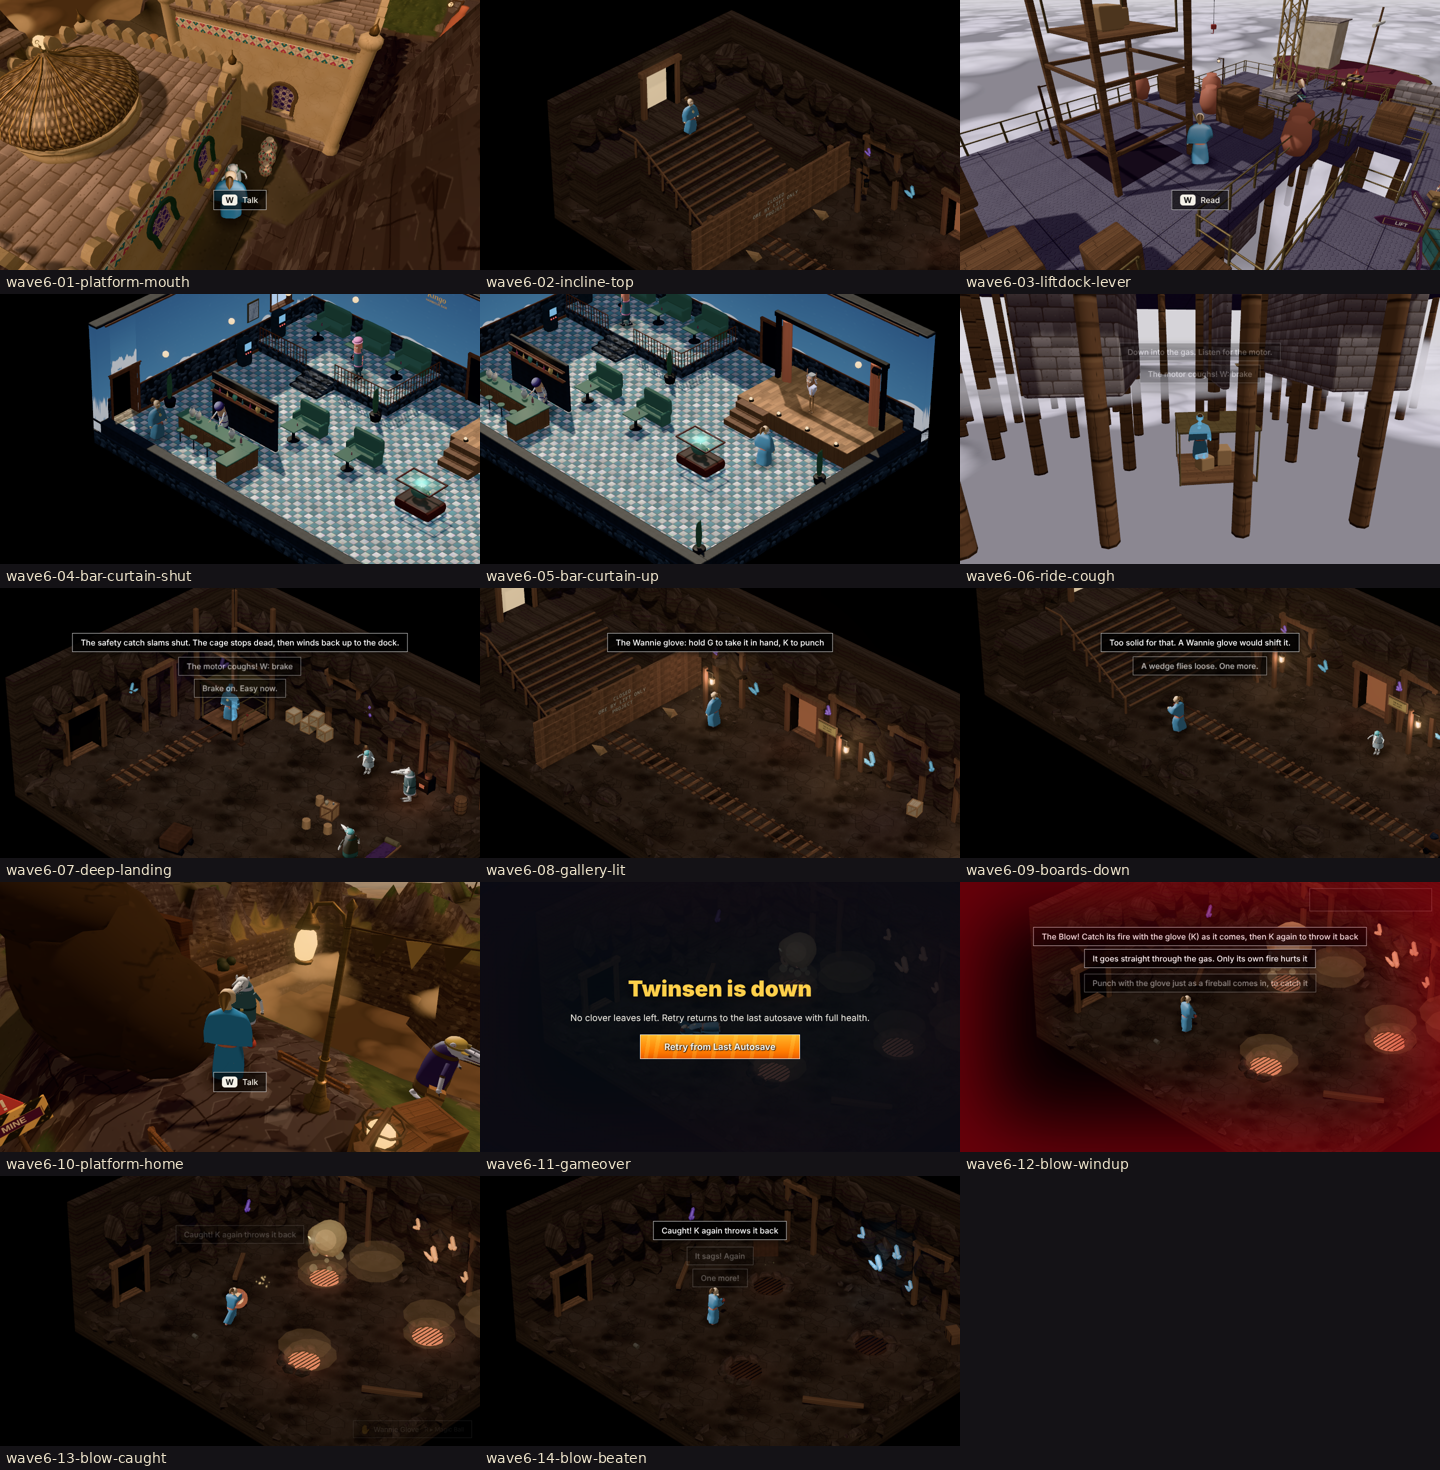 W Talk
wave6-01-platform-mouth
wave6-02-incline-top
W Read
LIFT
wave6-03-liftdock-lever
wave6-04-bar-curtain-shut
wave6-05-bar-curtain-up
Down into the gas. Listen for the motor.
The motor coughs! W: brake
wave6-06-ride-cough
The safety catch slams shut. The cage stops dead, then winds back up to the dock.
The motor coughs! W: brake
Brake on. Easy now.
wave6-07-deep-landing
The Wannie glove: hold G to take it in hand, K to punch
wave6-08-gallery-lit
Too solid for that. A Wannie glove would shift it.
A wedge flies loose. One more.
wave6-09-boards-down
W Talk
MINE
wave6-10-platform-home
Twinsen is down
No clover leaves left. Retry returns to the last autosave with full health.
Retry from Last Autosave
wave6-11-gameover
The Blow! Catch its fire with the glove (K) as it comes, then K again to throw it back
It goes straight through the gas. Only its own fire hurts it
Punch with the glove just as a fireball comes in, to catch it
wave6-12-blow-windup
Caught! K again throws it back
wave6-13-blow-caught
Caught! K again throws it back
It sags! Again
One more!
wave6-14-blow-beaten